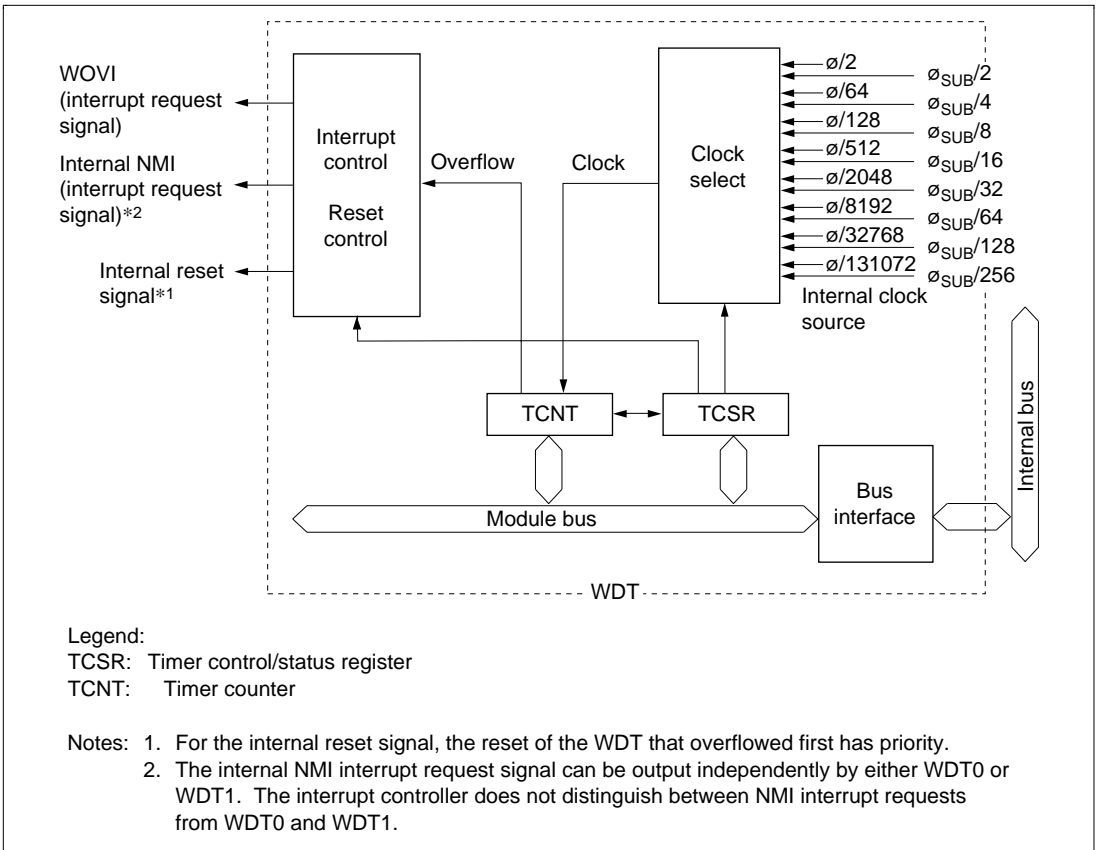 WOVI
(interrupt request
signal)
Internal NMI
(interrupt request
signal)*2
Internal reset
signal*1
Interrupt
control
Reset
control
Overflow
Clock
Clock
select
ø/2
øSUB/2
ø/64
øSUB/4
ø/128
øSUB/8
ø/512
øSUB/16
ø/2048
øSUB/32
ø/8192
øSUB/64
ø/32768
øSUB/128
ø/131072
øSUB/256
Internal clock
source
TCNT
TCSR
Module bus
Bus
interface
Internal bus
WDT
Legend:
TCSR: Timer control/status register
TCNT: Timer counter
Notes: 1. For the internal reset signal, the reset of the WDT that overflowed first has priority.
2. The internal NMI interrupt request signal can be output independently by either WDT0 or
WDT1. The interrupt controller does not distinguish between NMI interrupt requests
from WDT0 and WDT1.